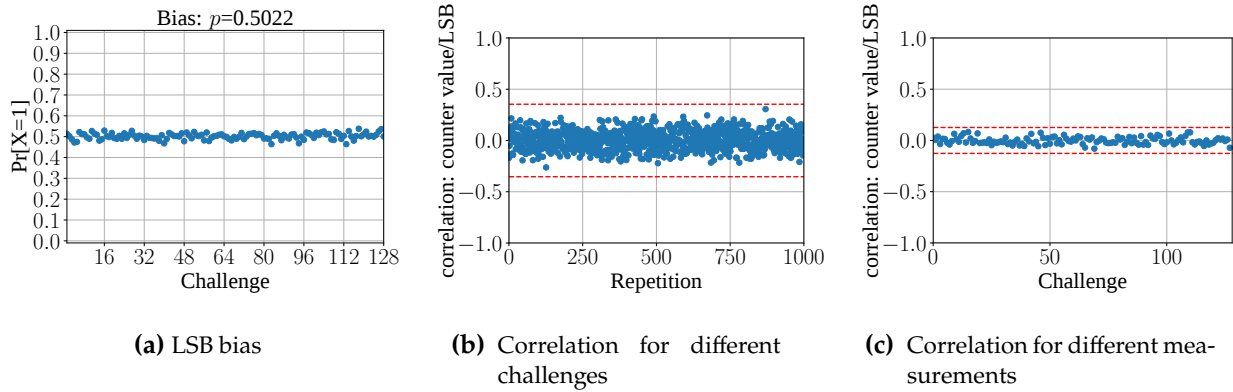 Bias: p=0.5022
1.0
0.9
0.8
0.7
0.6
0.5
0.4
0.3
0.2
0.1
0.0
Pr[X=1]
16 32 48 64 80 96 112 128
Challenge
(a) LSB bias
correlation: counter value/LSB
1.0
0.5
0.0
−0.5
−1.0
0 250 500 750 1000
Repetition
(b) Correlation for different
challenges
correlation: counter value/LSB
1.0
0.5
0.0
−0.5
−1.0
0 50 100
Challenge
(c) Correlation for different mea-
surements